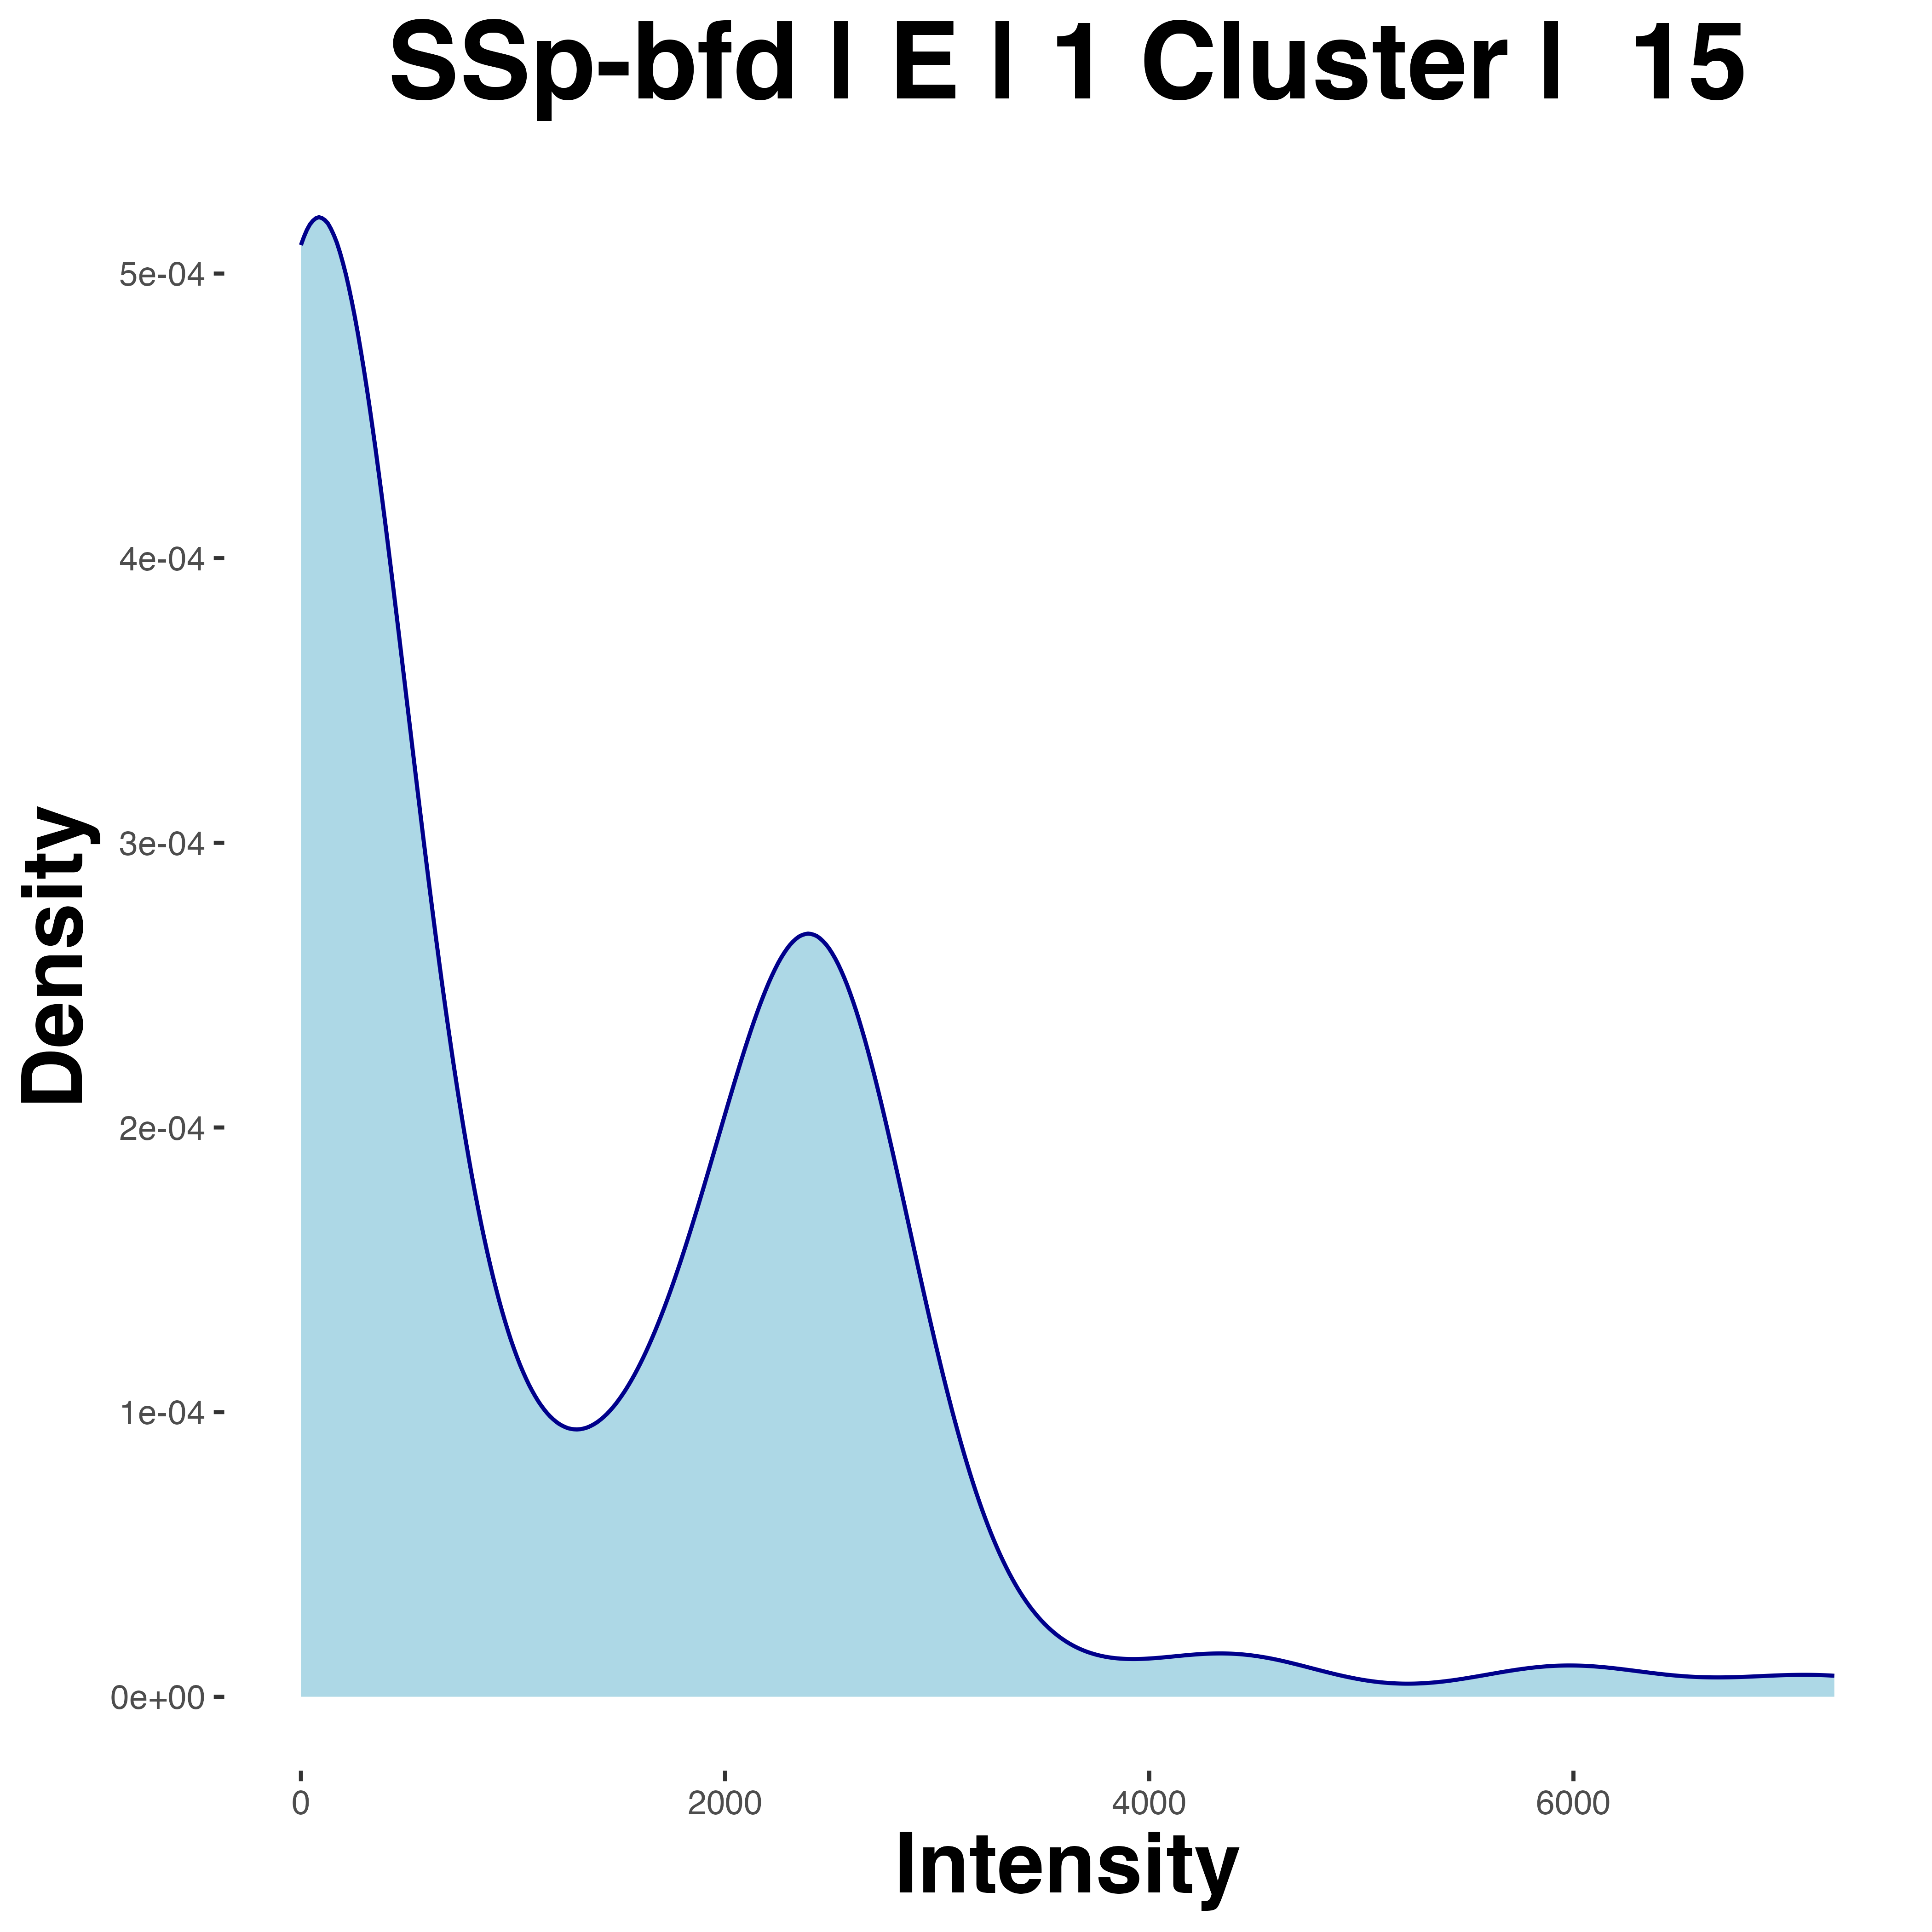 SSp-bfd | E | 1 Cluster | 15
5e-04
4e-04
3e-04
2e-04
1e-04
0e+00
Density
0 2000 4000 6000
Intensity